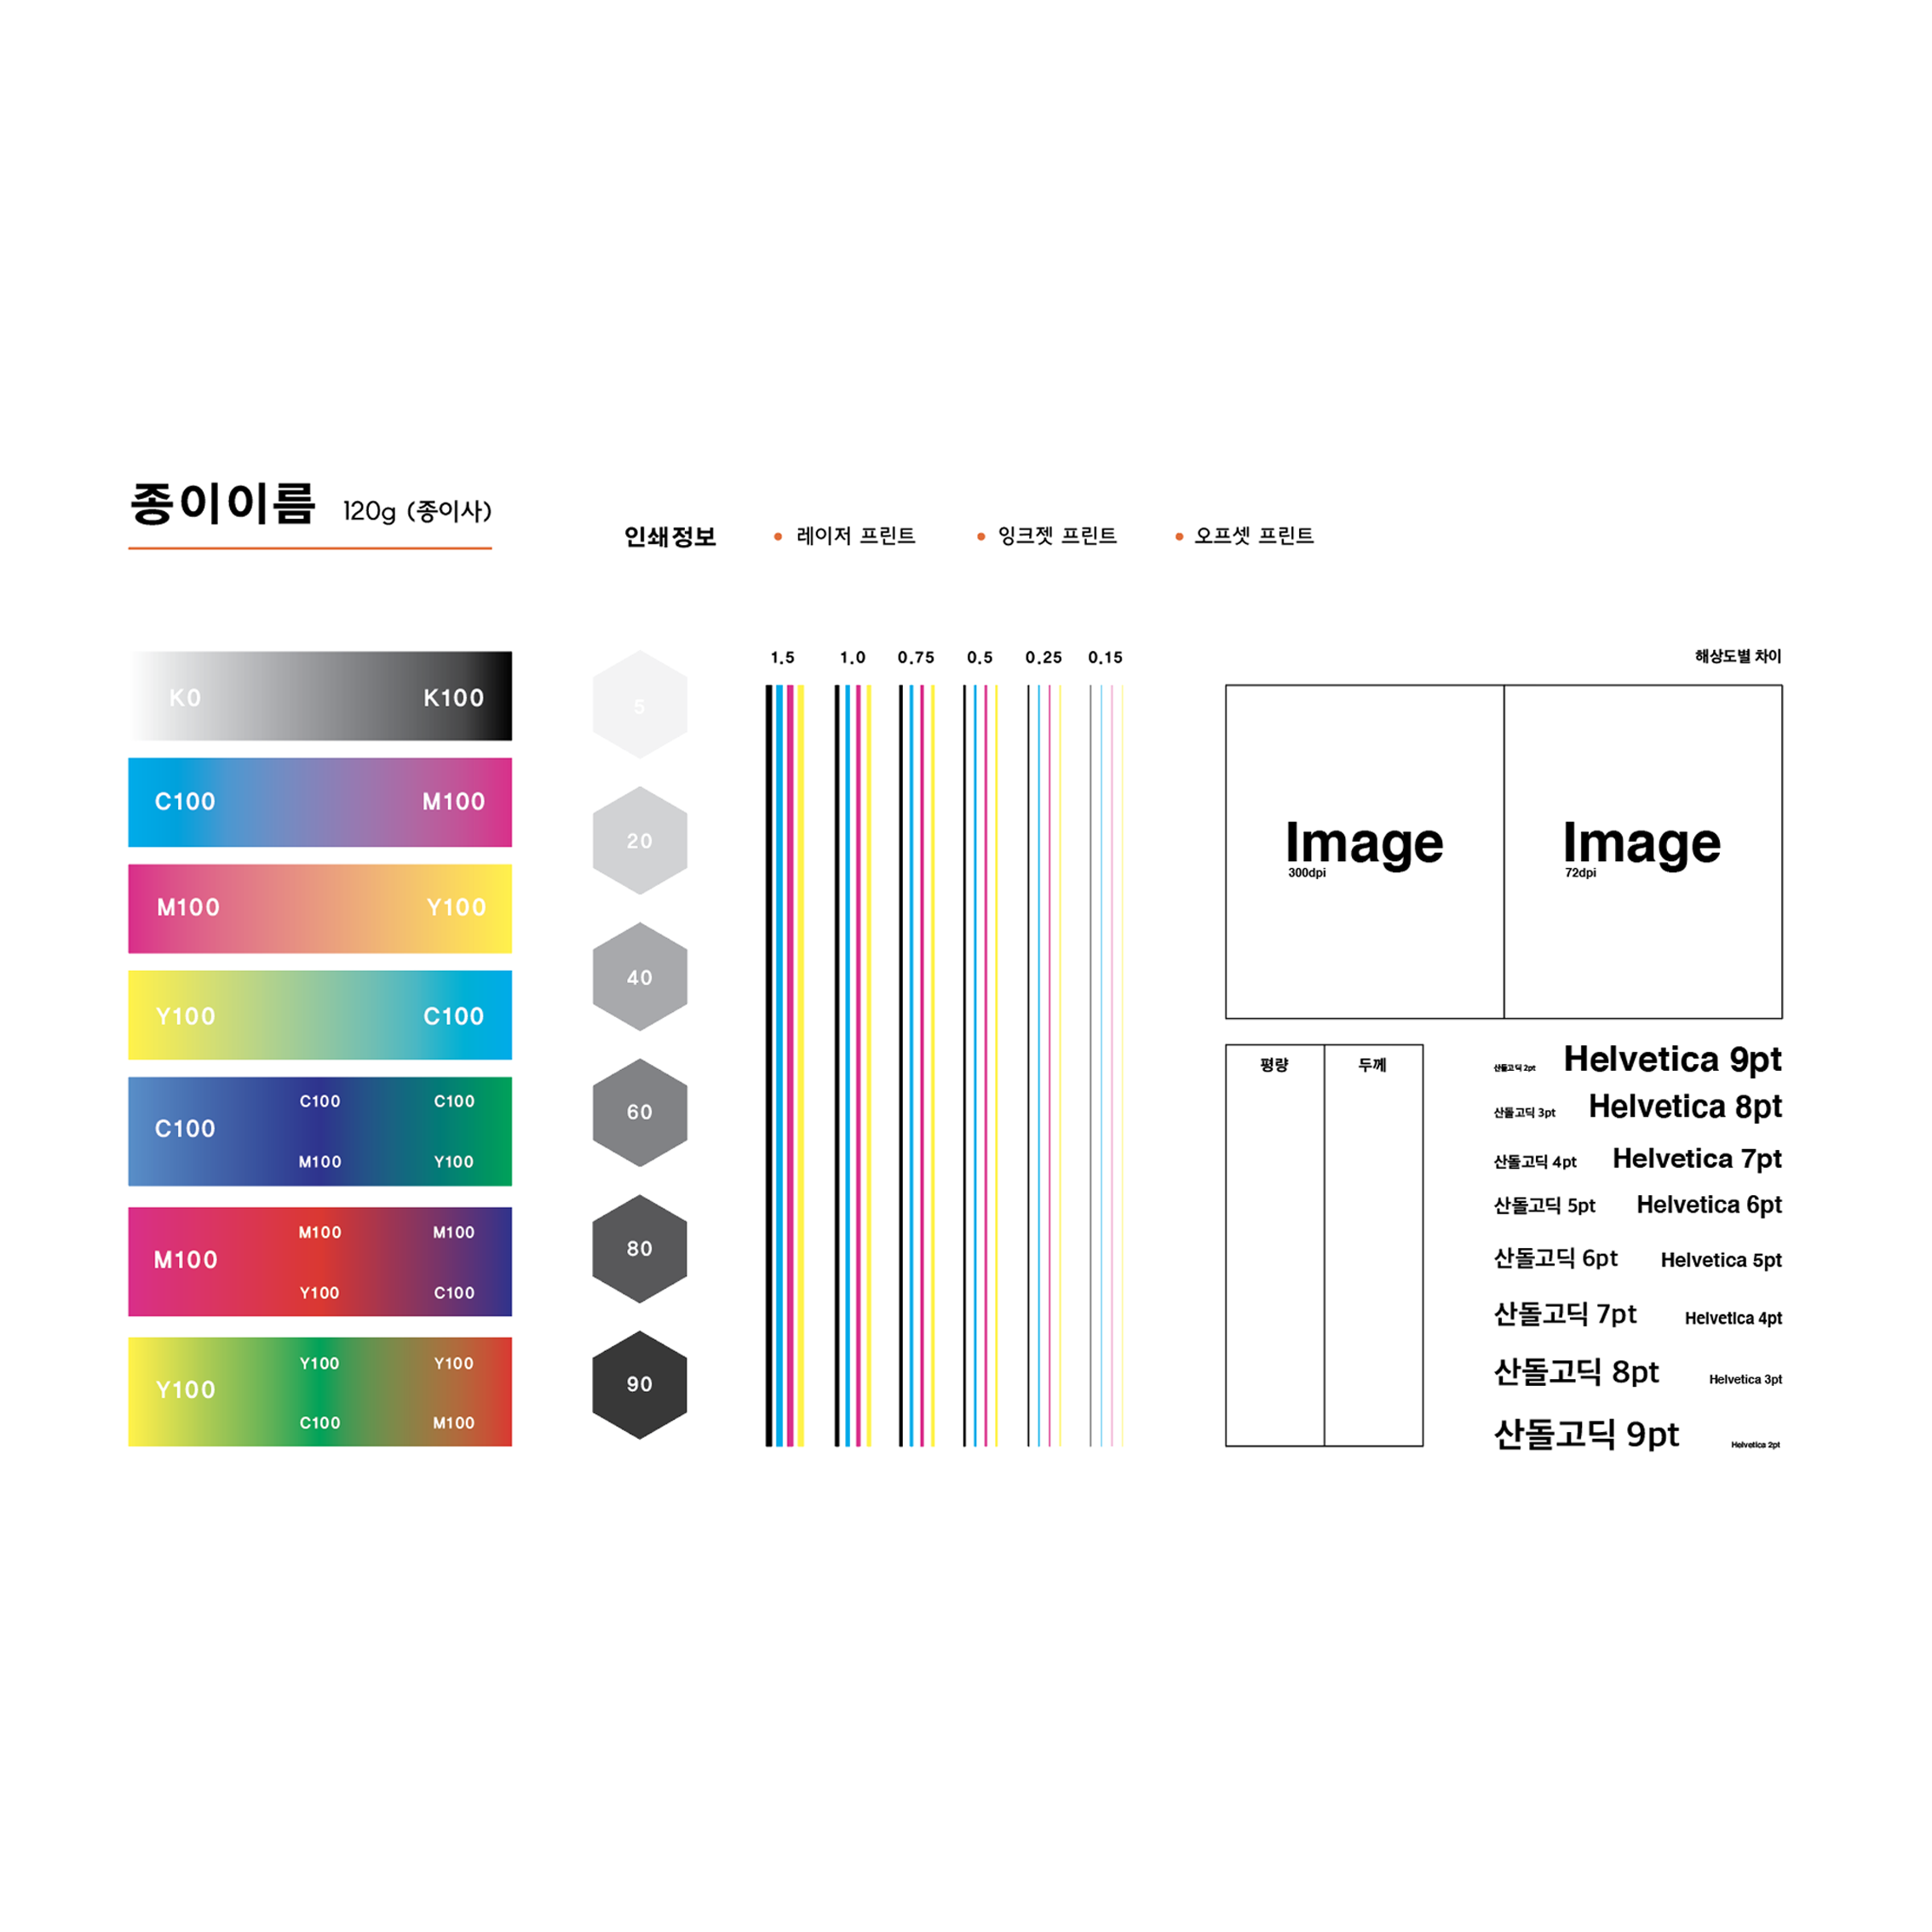 종이이름 120g (종이사)
인쇄정보 • 레이저 프린트 • 잉크젯 프린트 • 오프셋 프린트
K0 K100
C100 M100
M100 Y100
Y100 C100
C100 C100 C100
M100 Y100
M100 M100 M100
Y100 C100
Y100 Y100 Y100
C100 M100
5
20
40
60
80
90
1.5 1.0 0.75 0.5 0.25 0.15
해상도별 차이
Image
300dpi
Image
72dpi
평량 두께
산돌고딕 2pt Helvetica 9pt
산돌고딕 3pt Helvetica 8pt
산돌고딕 4pt Helvetica 7pt
산돌고딕 5pt Helvetica 6pt
산돌고딕 6pt Helvetica 5pt
산돌고딕 7pt Helvetica 4pt
산돌고딕 8pt Helvetica 3pt
산돌고딕 9pt Helvetica 2pt